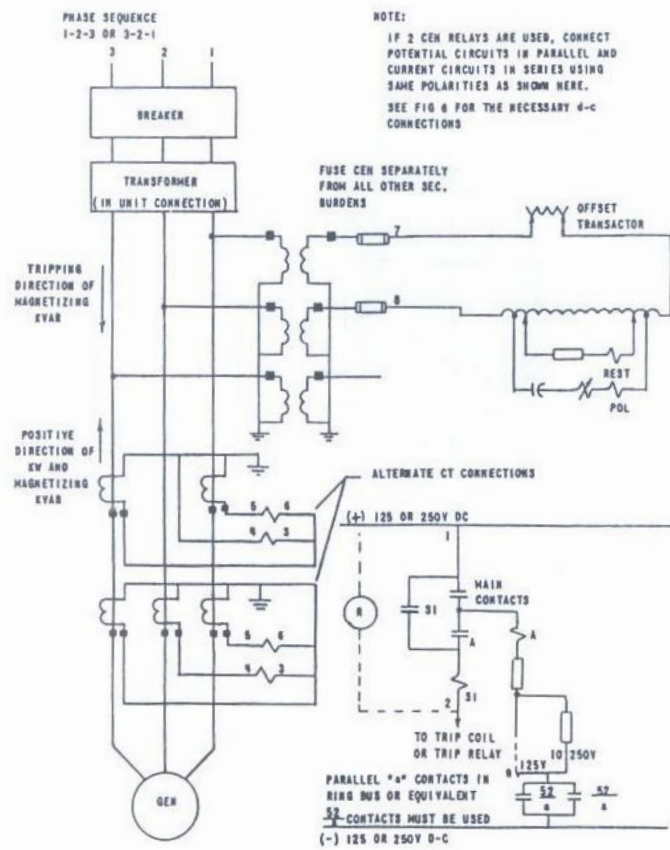 PHASE SEQUENCE
1-2-3 OR 3-2-1
3 2 1
BREAKER
TRANSFORMER
(IN UNIT CONNECTION)
NOTE:
IF 2 CEH RELAYS ARE USED, CONNECT
POTENTIAL CIRCUITS IN PARALLEL AND
CURRENT CIRCUITS IN SERIES USING
SAME POLARITIES AS SHOWN HERE.
SEE FIG 6 FOR THE NECESSARY d-c
CONNECTIONS
FUSE CEH SEPARATELY
FROM ALL OTHER SEC.
BURDENS
7
OFFSET
TRANSACTOR
8
REST
POL
TRIPPING
DIRECTION OF
MAGNETIZING
KVAR
POSITIVE
DIRECTION OF
KW AND
MAGNETIZING
KVAR
ALTERNATE CT CONNECTIONS
5 6
4 3
5 6
4 3
GEN
(+) 125 OR 250V DC
1
MAIN
CONTACTS
R
SI
A
A
SI
2
TO TRIP COIL
OR TRIP RELAY
10 250V
125V
9
52
a
52
a
PARALLEL "a" CONTACTS IN
RING BUS OR EQUIVALENT
52
a CONTACTS MUST BE USED
(-) 125 OR 250V D-C